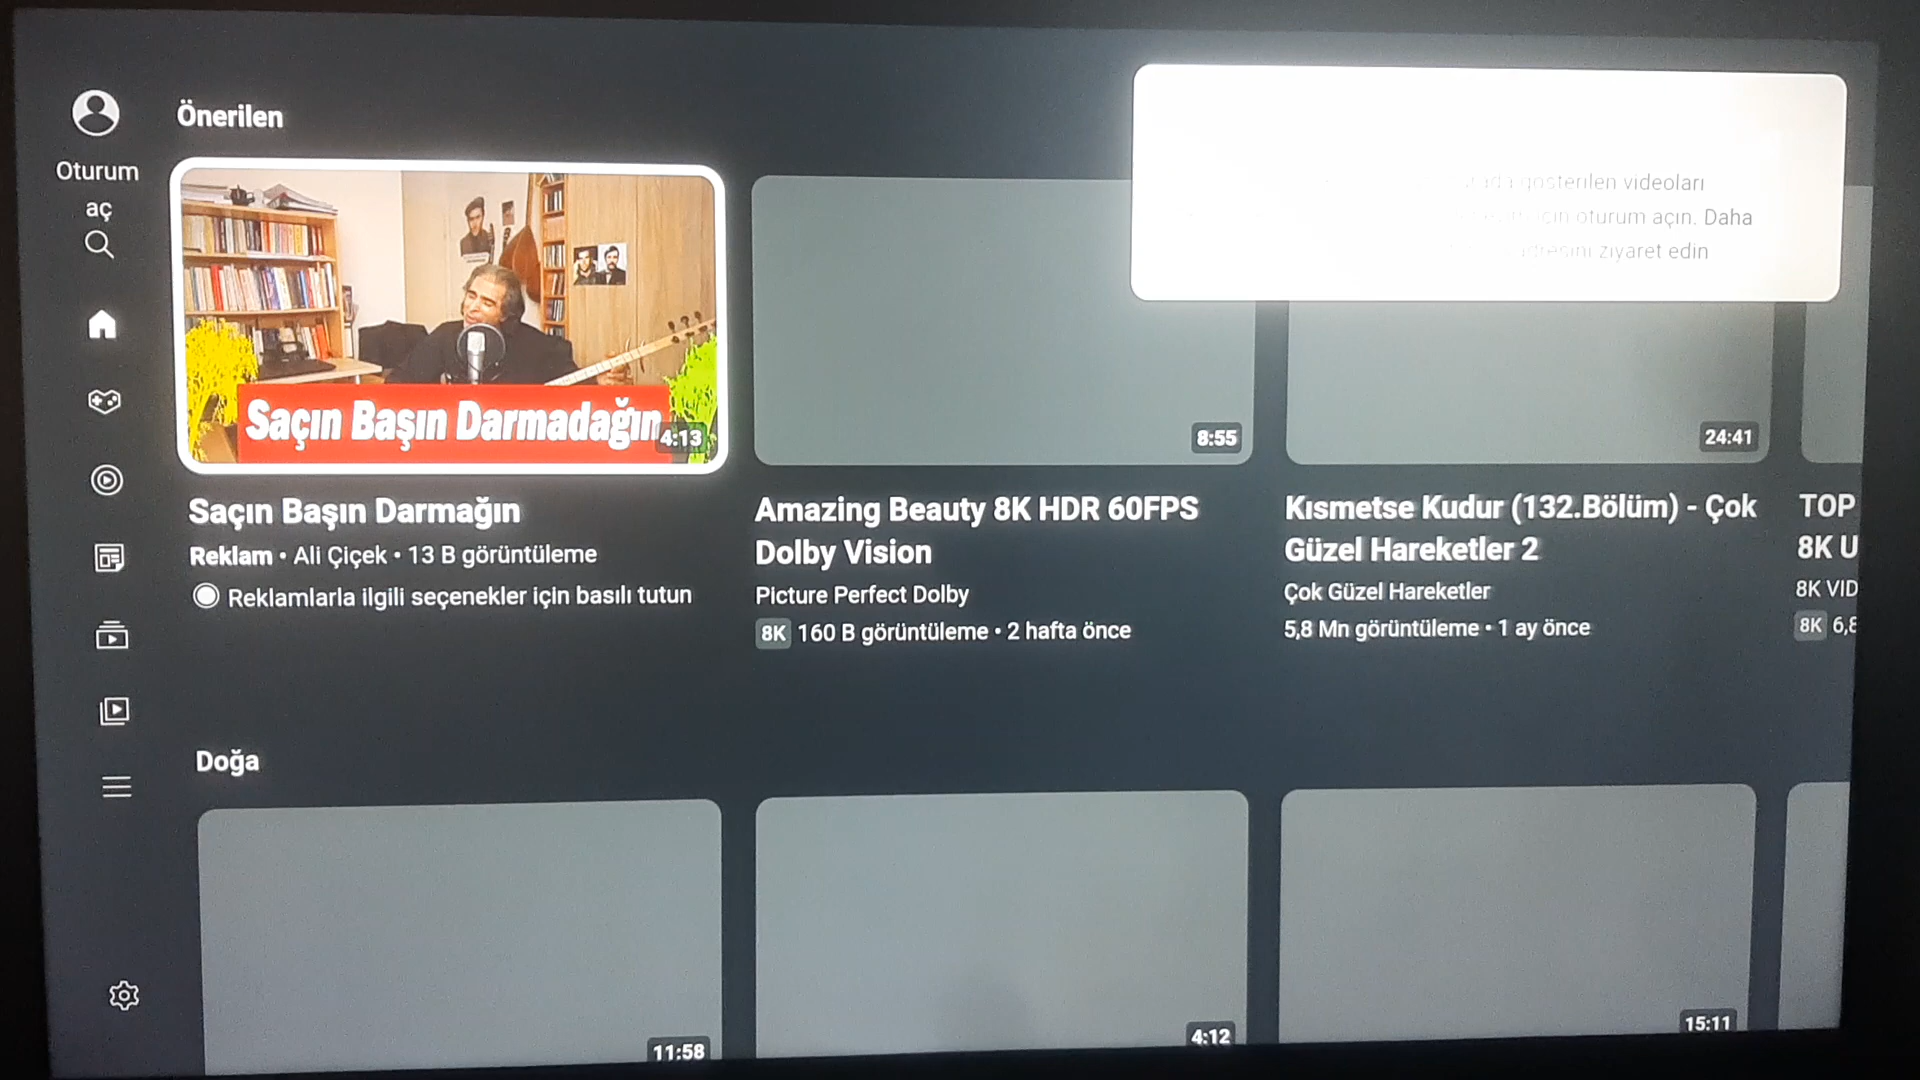 Oturum
aç
Önerilen
gösterilen videoları
için oturum açın. Daha
adresini ziyaret edin
Saçın Başın Darmadağın
4:13
8:55
24:41
Saçın Başın Darmağın
Reklam • Ali Çiçek • 13 B görüntüleme
Reklamlarla ilgili seçenekler için basılı tutun
Amazing Beauty 8K HDR 60FPS
Dolby Vision
Picture Perfect Dolby
8K 160 B görüntüleme • 2 hafta önce
Kısmetse Kudur (132.Bölüm) - Çok
Güzel Hareketler 2
Çok Güzel Hareketler
5,8 Mn görüntüleme • 1 ay önce
TOP
8K U
8K VID
8K 6,8
Doğa
11:58
4:12
15:11